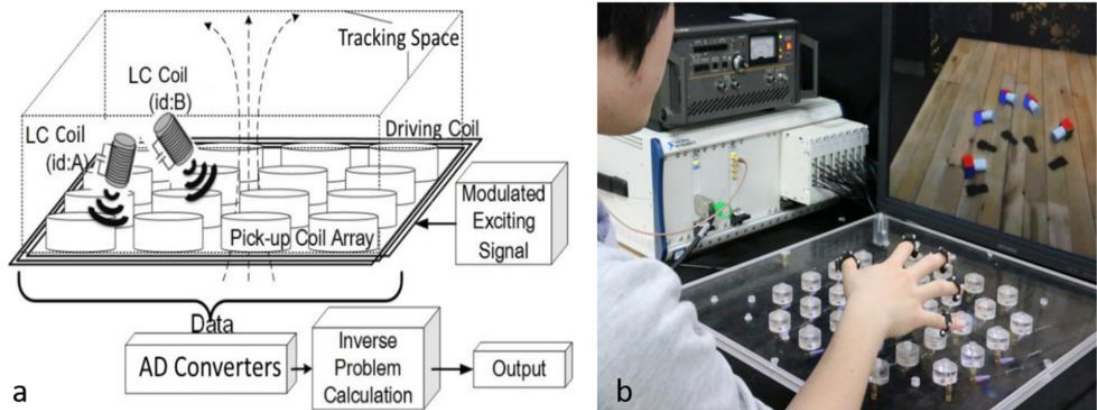 Tracking Space
LC Coil
(id:B)
LC Coil
(id:A)
Driving Coil
Modulated
Exciting
Signal
Pick-up Coil Array
Data
AD Converters
Inverse
Problem
Calculation
Output
a
b